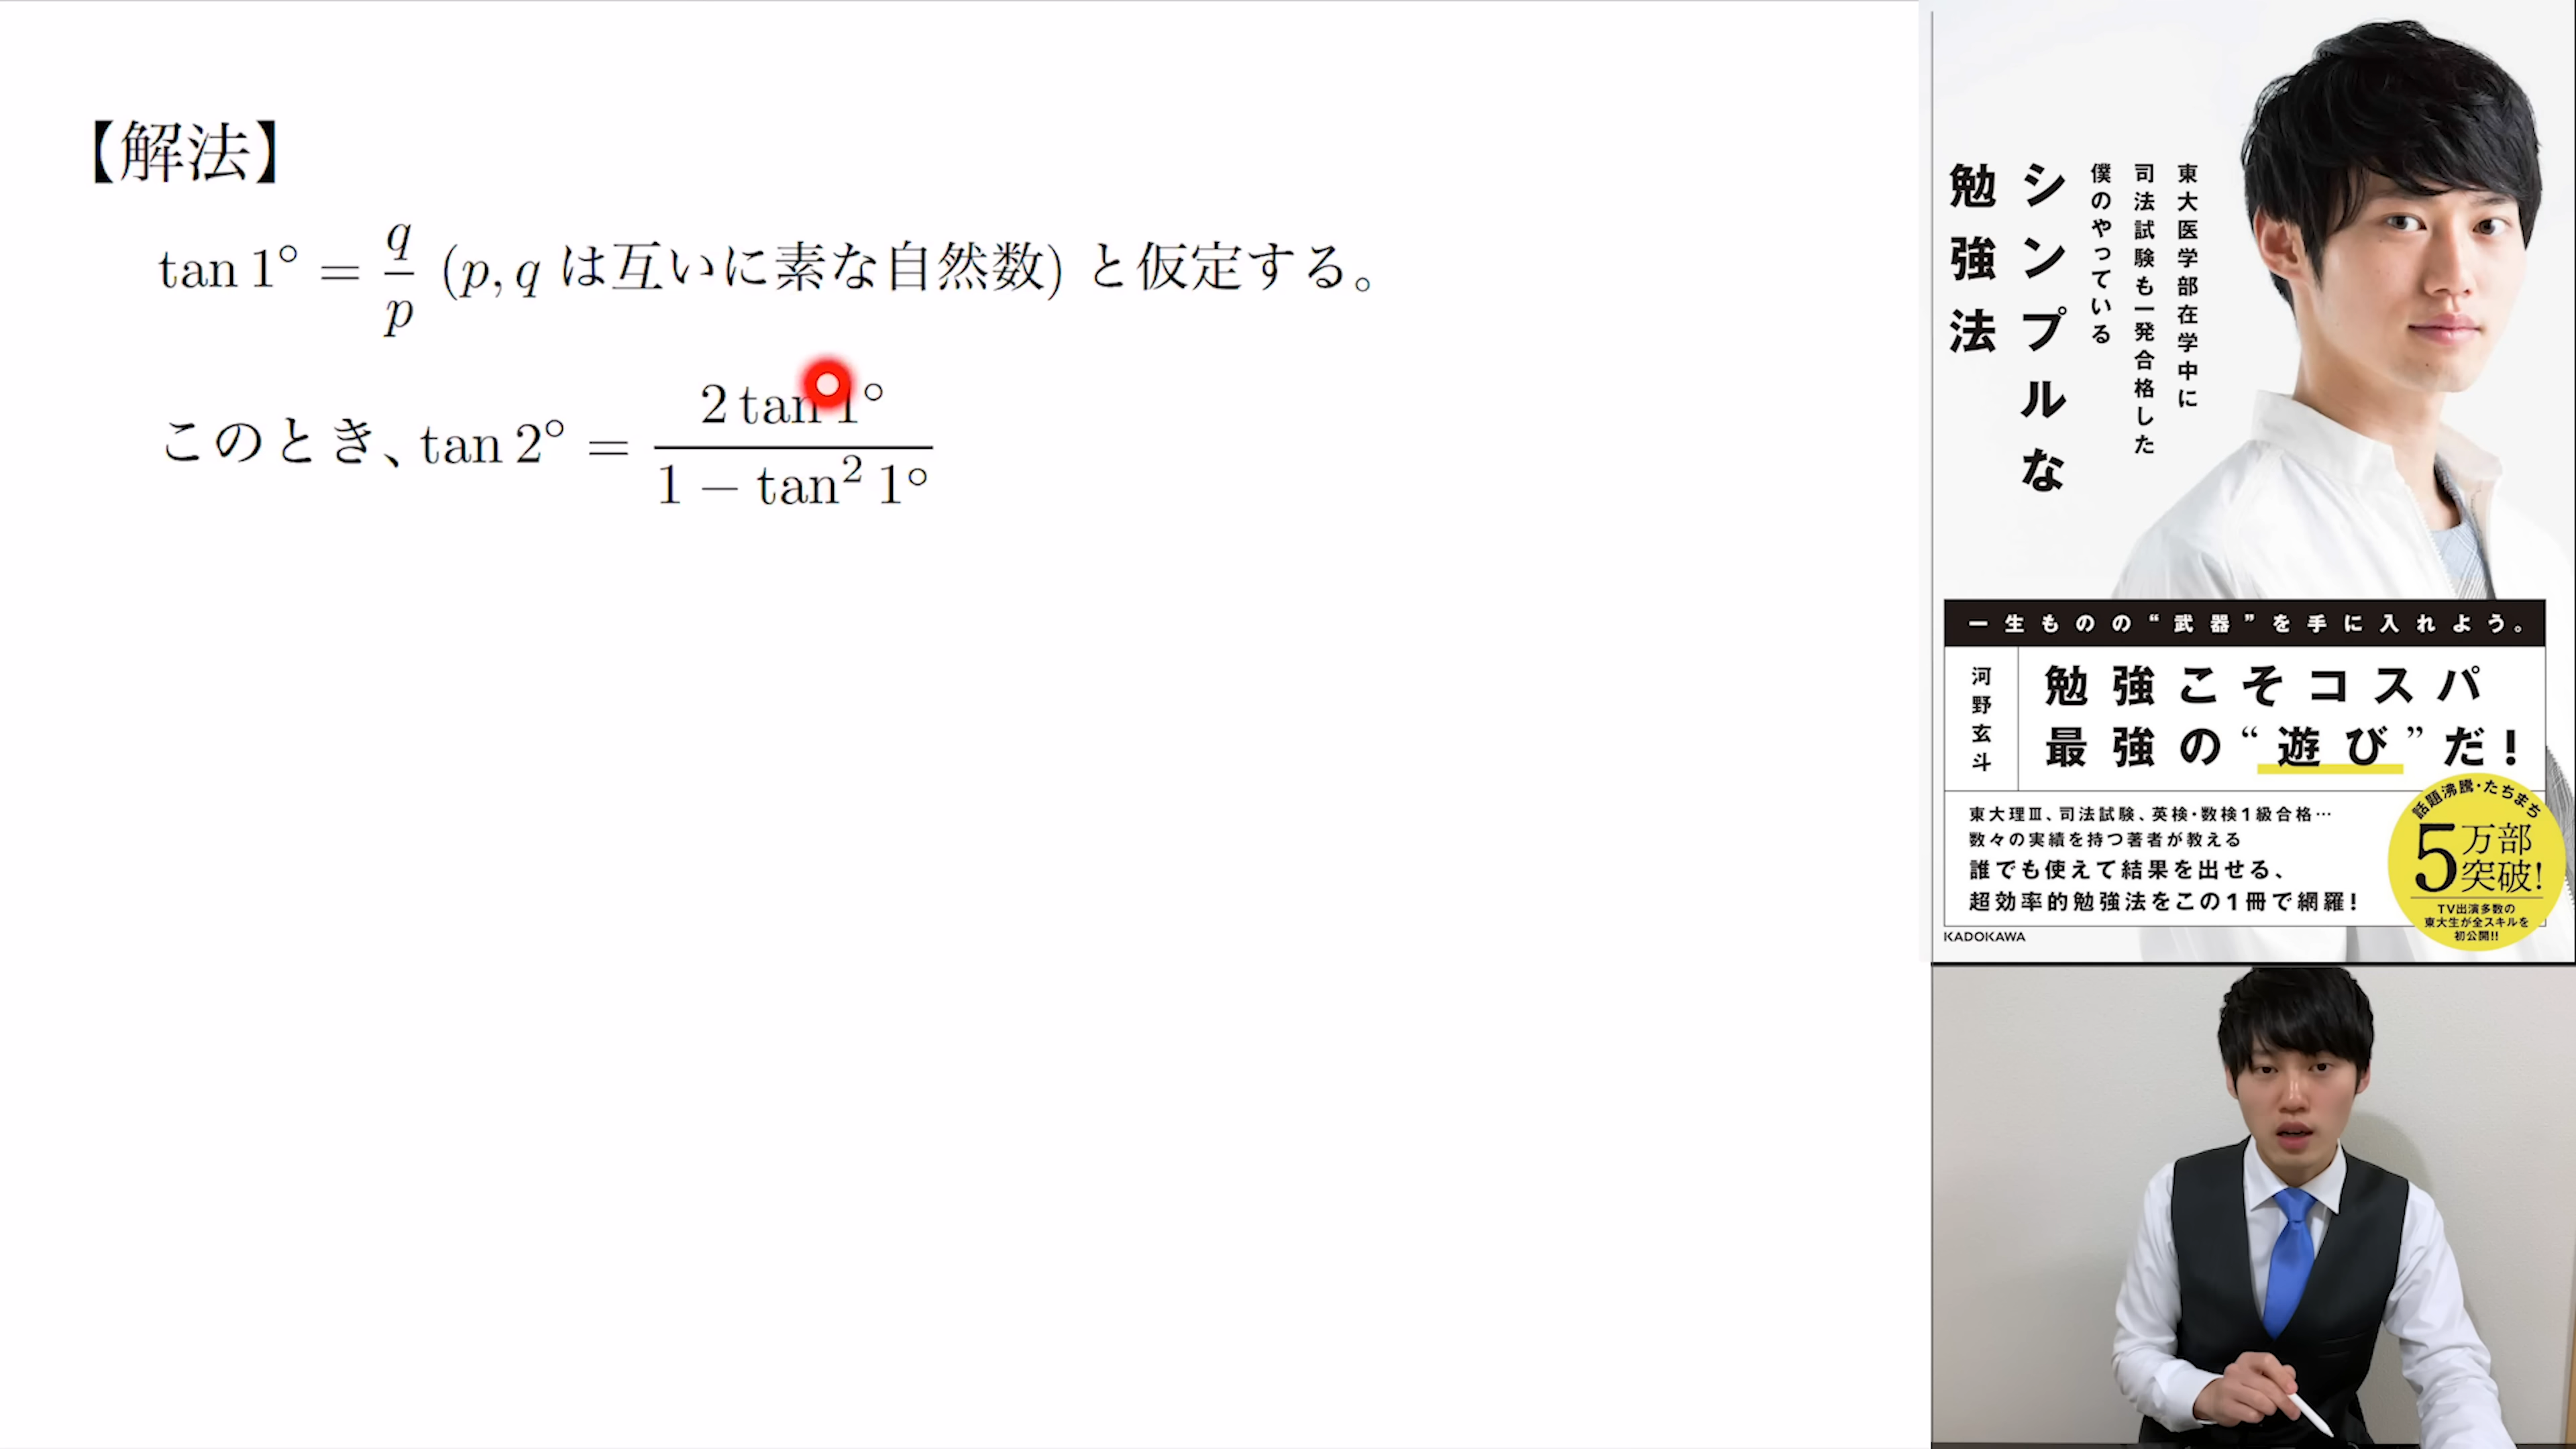 【解法】
tan 1° = q/p (p, q は互いに素な自然数) と仮定する。
このとき、tan 2° = 2 tan 1° / 1 − tan² 1°
東大医学部在学中に
司法試験も一発合格した
僕のやっている
シンプルな
勉強法
一生ものの“武器”を手に入れよう。
河野玄斗
勉強こそコスパ
最強の“遊び”だ!
東大理Ⅲ、司法試験、英検・数検1級合格…
数々の実績を持つ著者が教える
誰でも使えて結果を出せる、
超効率的勉強法をこの1冊で網羅!
話題沸騰・たちまち
5万部
突破!
TV出演多数の
東大生が全スキルを
初公開!!
KADOKAWA